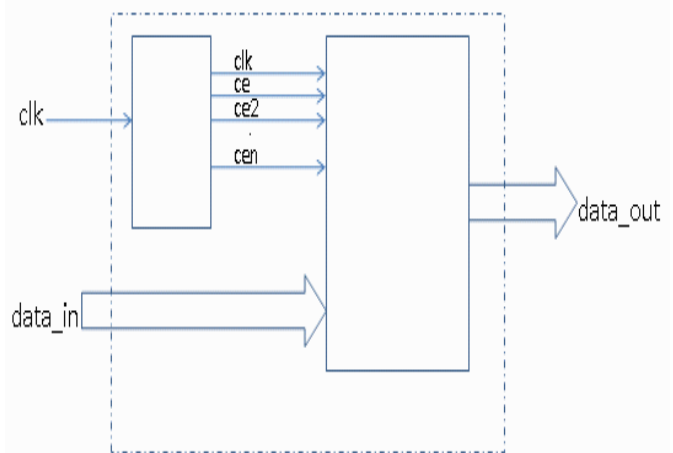 clk
clk
ce
ce2
.
cen
data_out
data_in